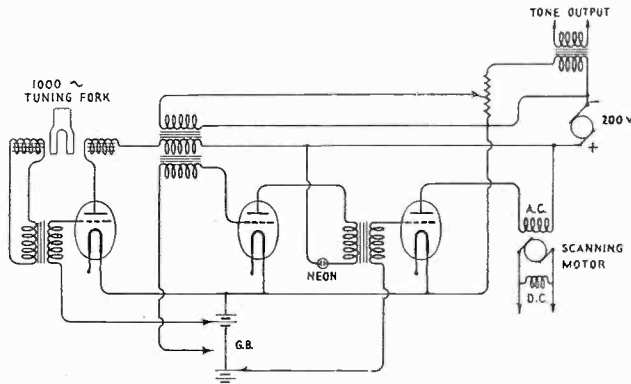 TONE OUTPUT
1000 ~
TUNING FORK
200 V
−
+
A.C.
SCANNING
MOTOR
D.C.
NEON
G.B.